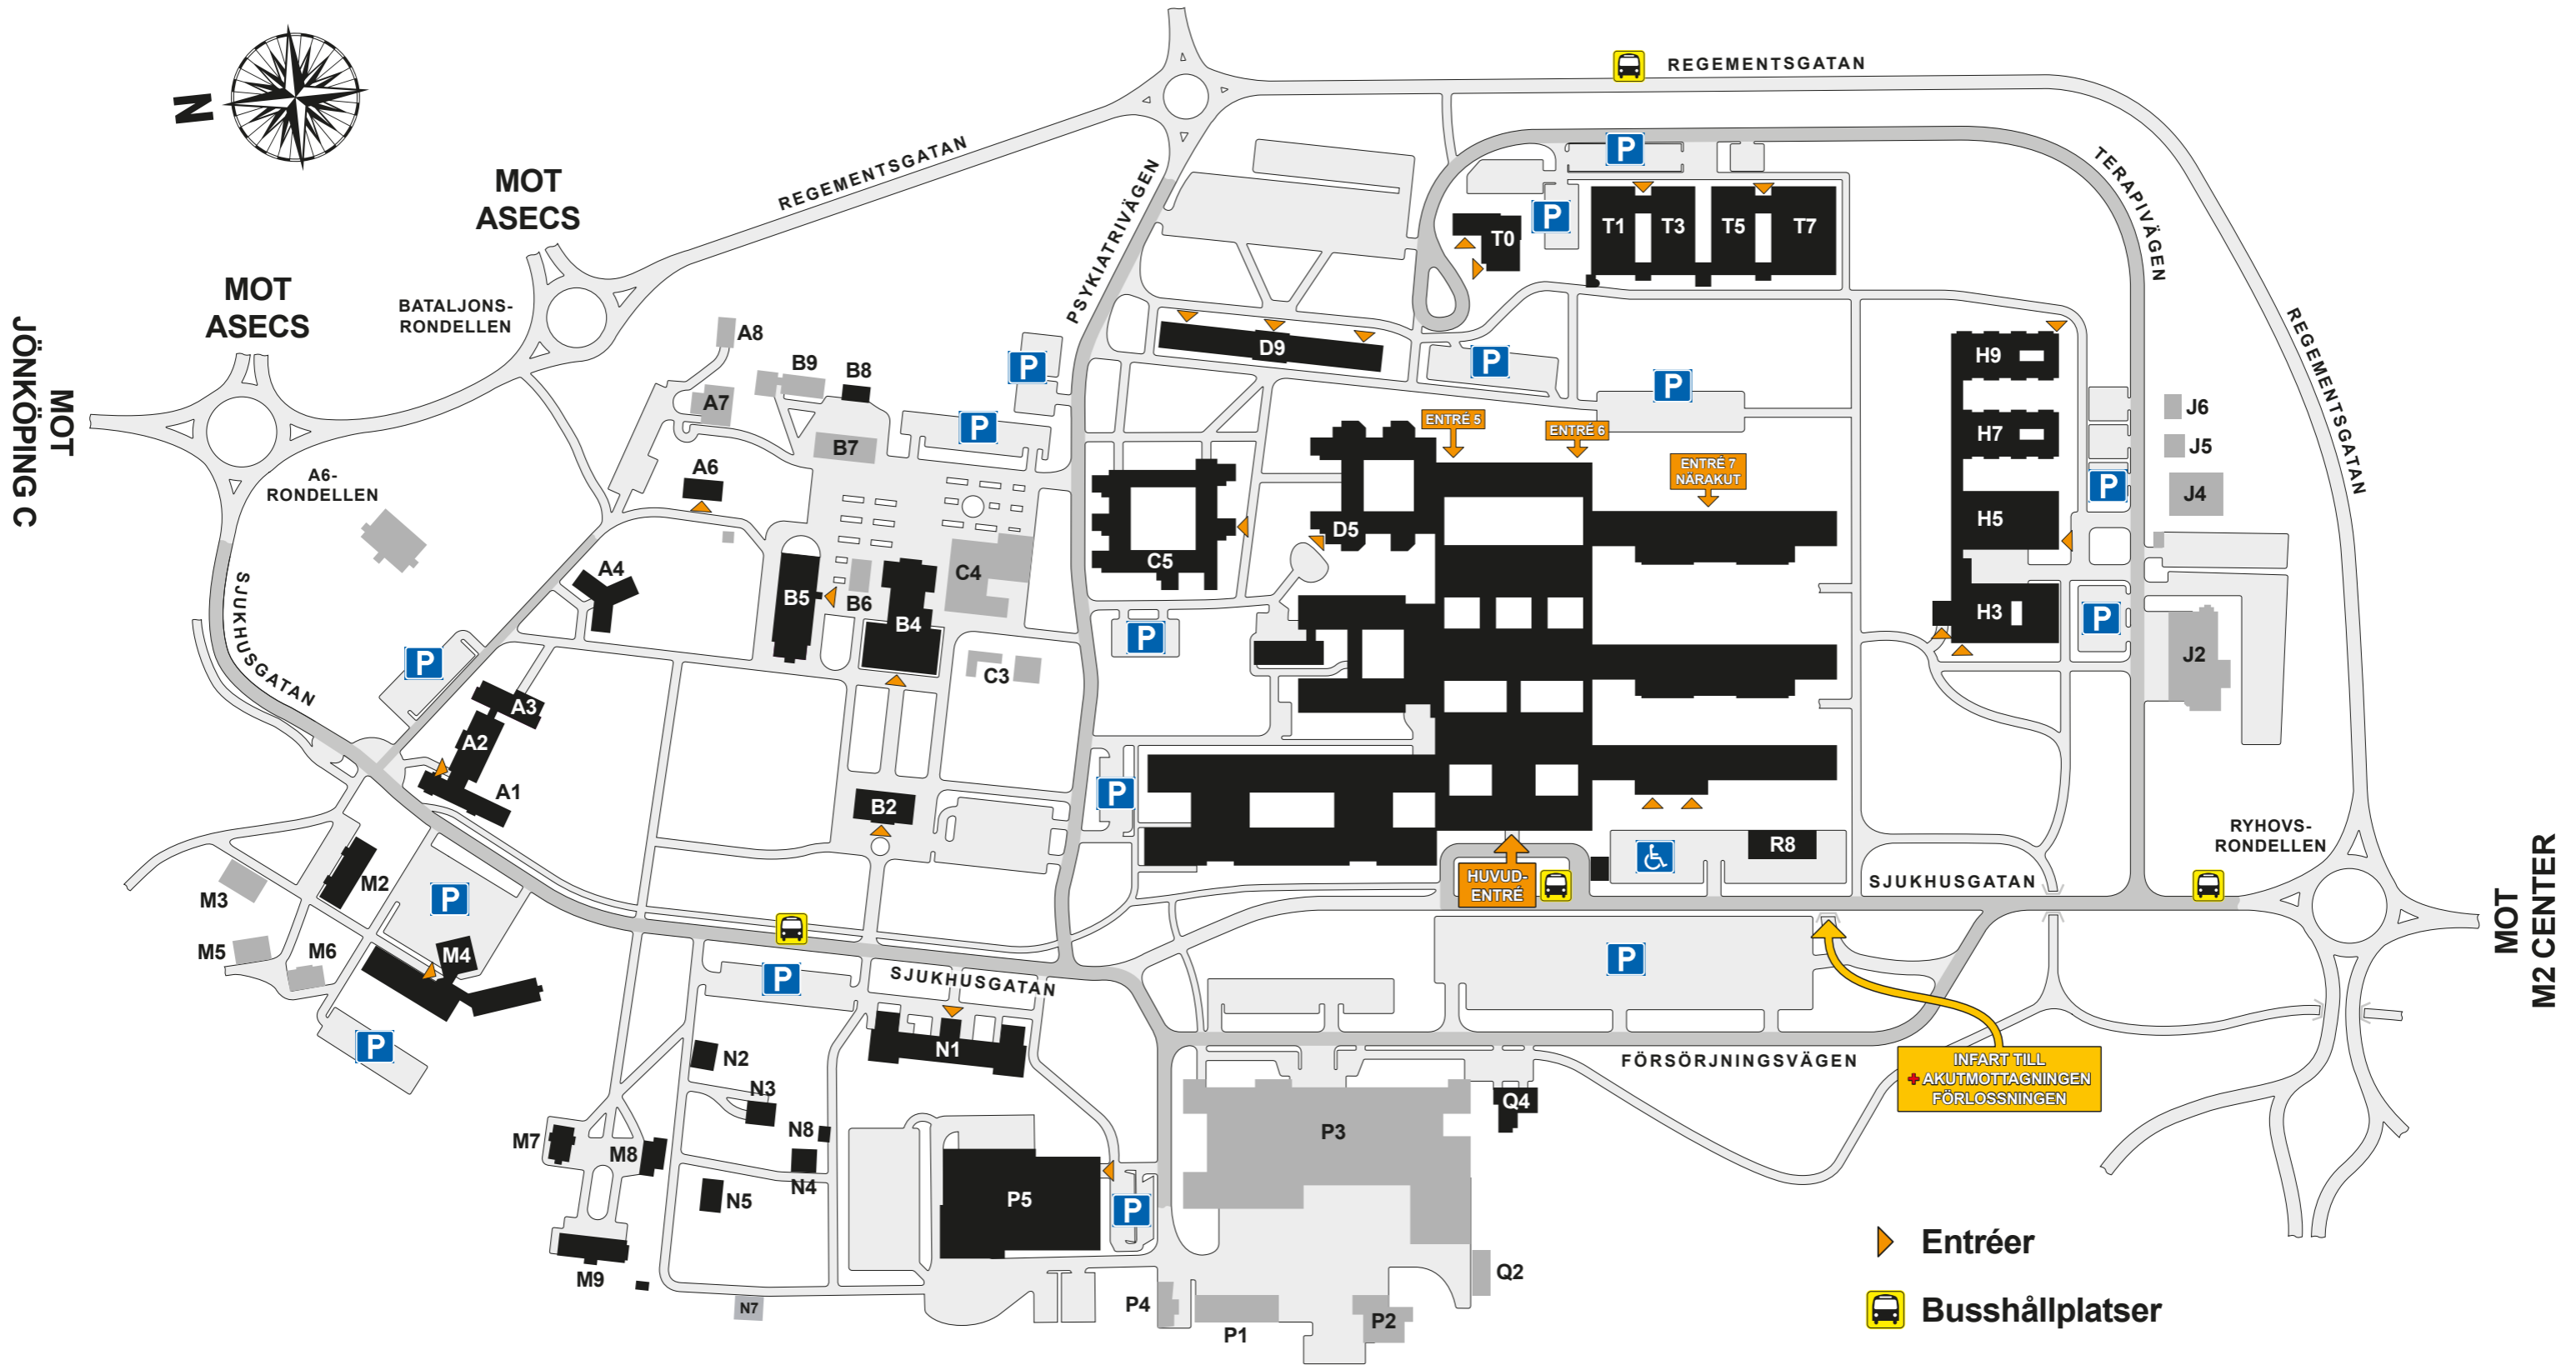 N
MOT
ASECS
MOT
ASECS
MOT
JÖNKÖPING C
BATALJONS-
RONDELLEN
A6-
RONDELLEN
REGEMENTSGATAN
REGEMENTSGATAN
REGEMENTSGATAN
PSYKIATRIVÄGEN
TERAPIVÄGEN
SJUKHUSGATAN
SJUKHUSGATAN
SJUKHUSGATAN
FÖRSÖRJNINGSVÄGEN
RYHOVS-
RONDELLEN
MOT
M2 CENTER
P
P
T0
T1
T3
T5
T7
A8
B9
B8
A7
B7
A6
P
P
D9
P
P
ENTRÉ 5
ENTRÉ 6
ENTRÉ 7
NÄRAKUT
H9
H7
H5
H3
J6
J5
J4
J2
P
P
A4
B5
B6
B4
C4
C3
C5
D5
P
P
P
A3
A2
A1
B2
R8
HUVUD-
ENTRÉ
M2
M3
M5
M6
M4
P
P
P
P
N1
N2
N3
N8
N4
N5
N7
M7
M8
M9
P5
P
P3
P4
P1
P2
Q4
Q2
INFART TILL
+ AKUTMOTTAGNINGEN
FÖRLOSSNINGEN
Entréer
Busshållplatser